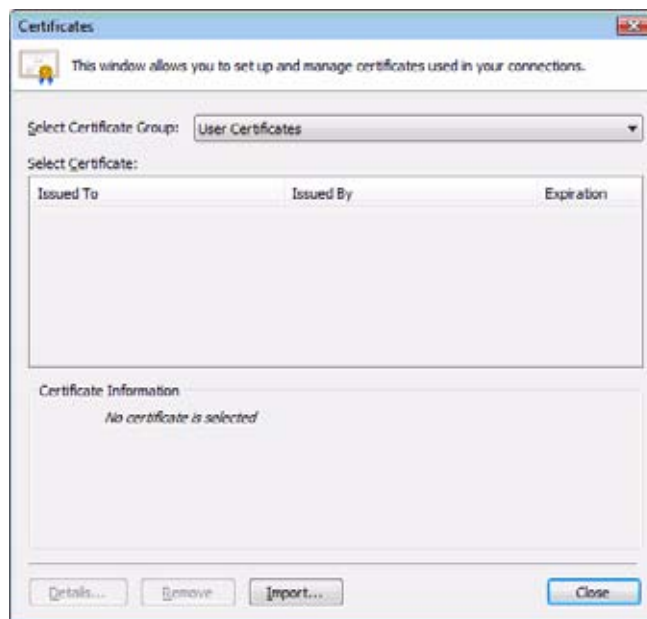 Certificates
This window allows you to set up and manage certificates used in your connections.
Select Certificate Group: User Certificates
Select Certificate:
Issued To Issued By Expiration
Certificate Information
No certificate is selected
Details... Remove Import... Close